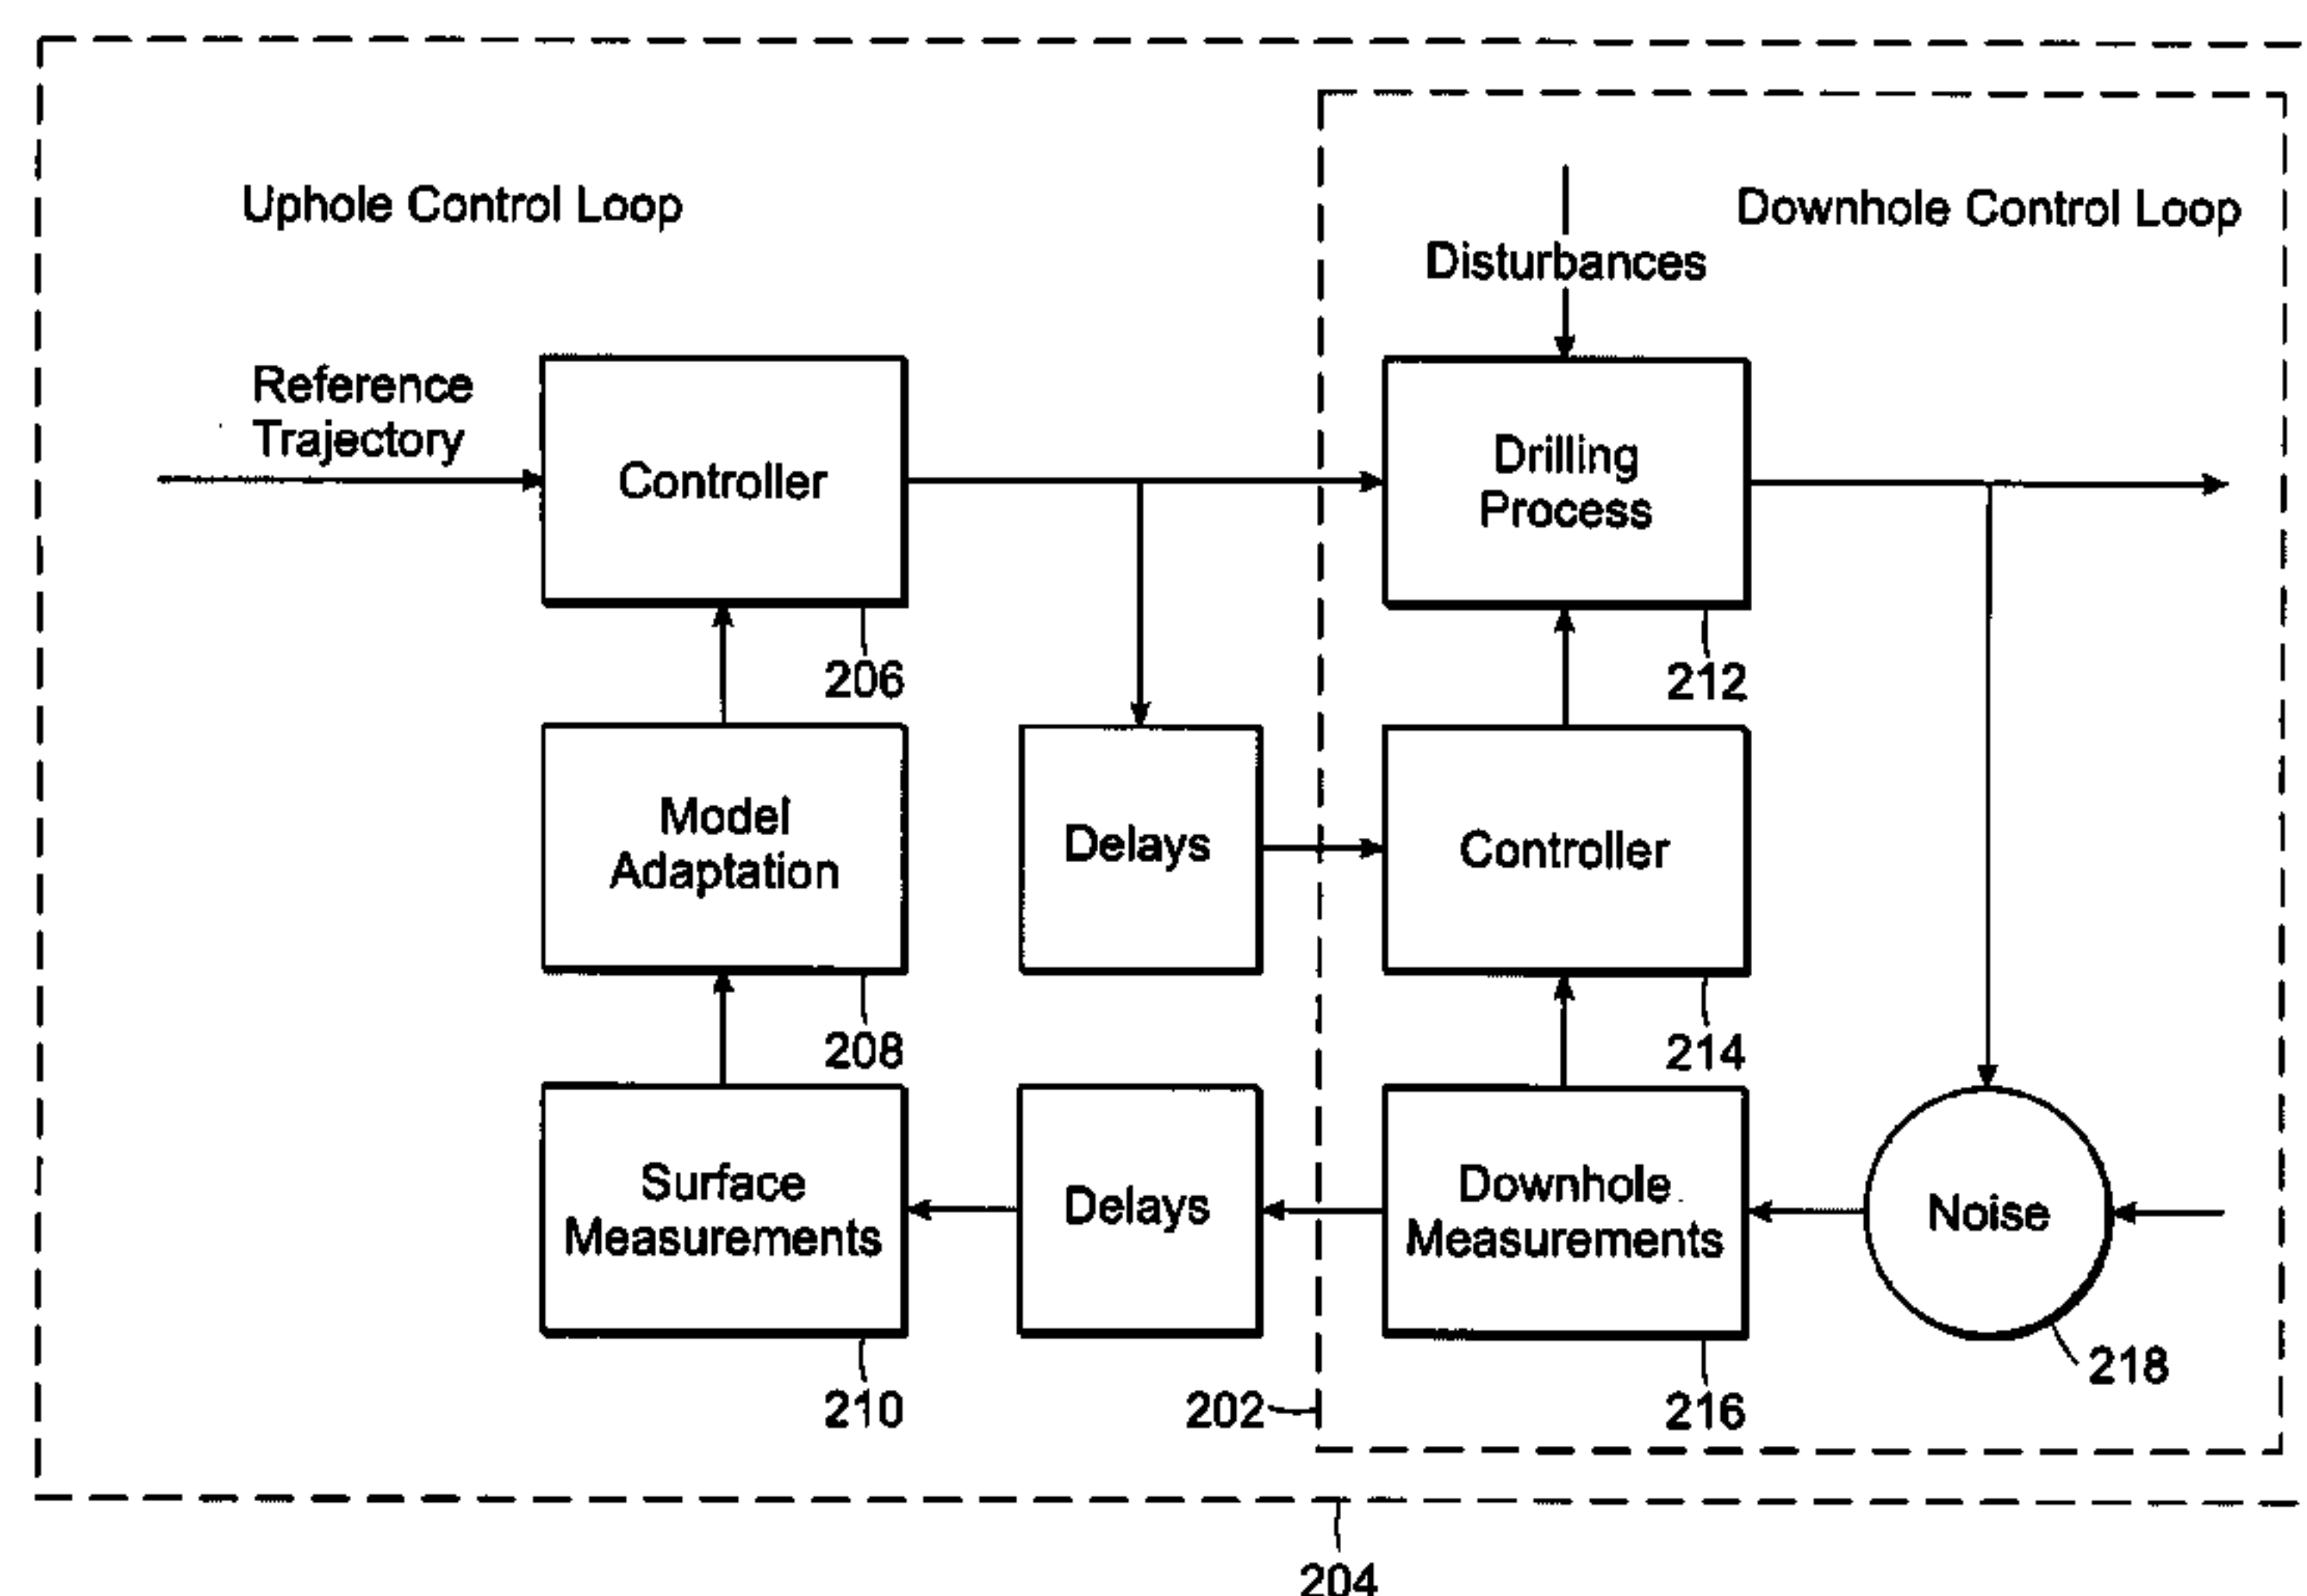 Uphole Control Loop
Downhole Control Loop
Disturbances
Reference
Trajectory
Controller
Drilling
Process
206
212
Model
Adaptation
Delays
Controller
208
214
Surface
Measurements
Delays
Downhole
Measurements
Noise
218
210
202
216
204